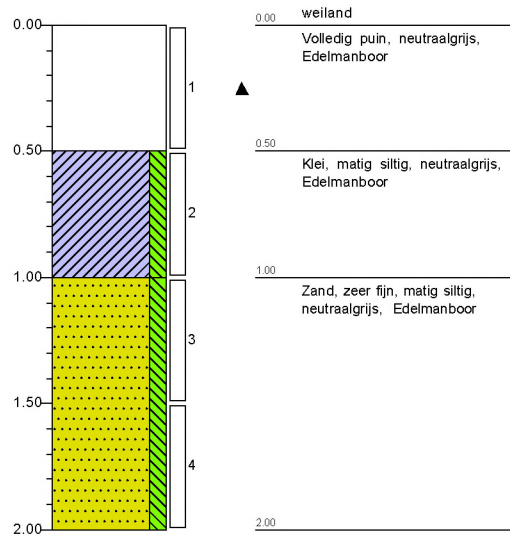 weiland
0.00
0.00
Volledig puin, neutraalgrijs,
Edelmanboor
1
0.50
0.50
Klei, matig siltig, neutraalgrijs,
Edelmanboor
2
1.00
1.00
Zand, zeer fijn, matig siltig,
neutraalgrijs, Edelmanboor
3
1.50
4
2.00
2.00